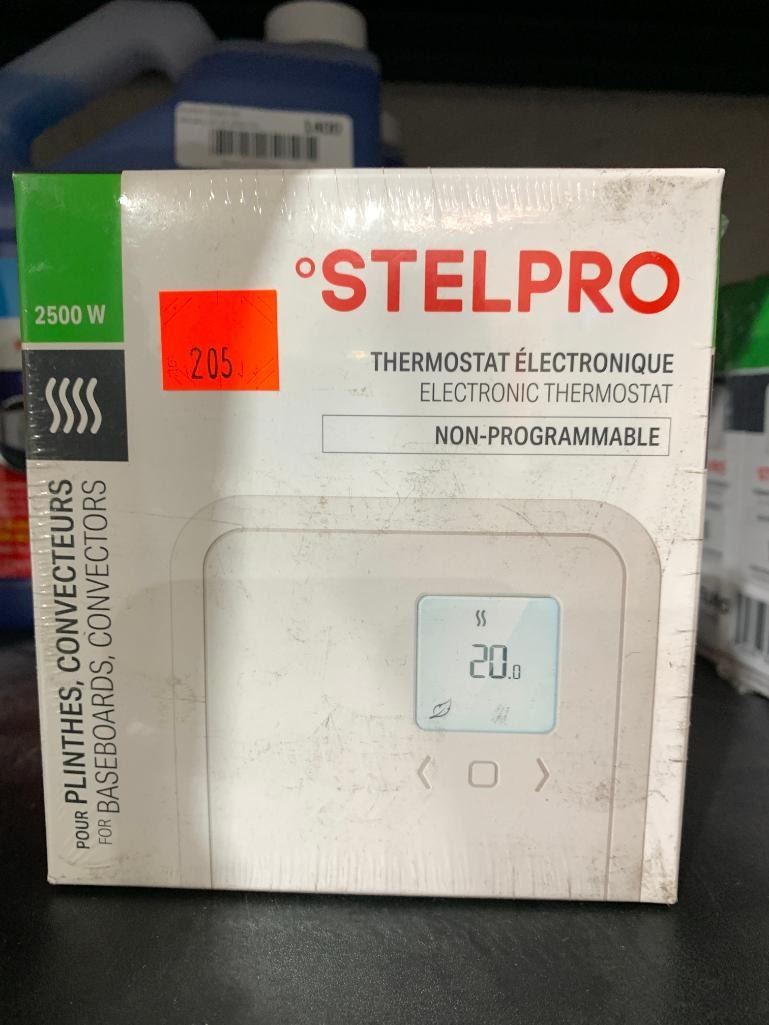 2500 W
205
°STELPRO
THERMOSTAT ÉLECTRONIQUE
ELECTRONIC THERMOSTAT
NON-PROGRAMMABLE
POUR PLINTHES, CONVECTEURS
FOR BASEBOARDS, CONVECTORS
20.0